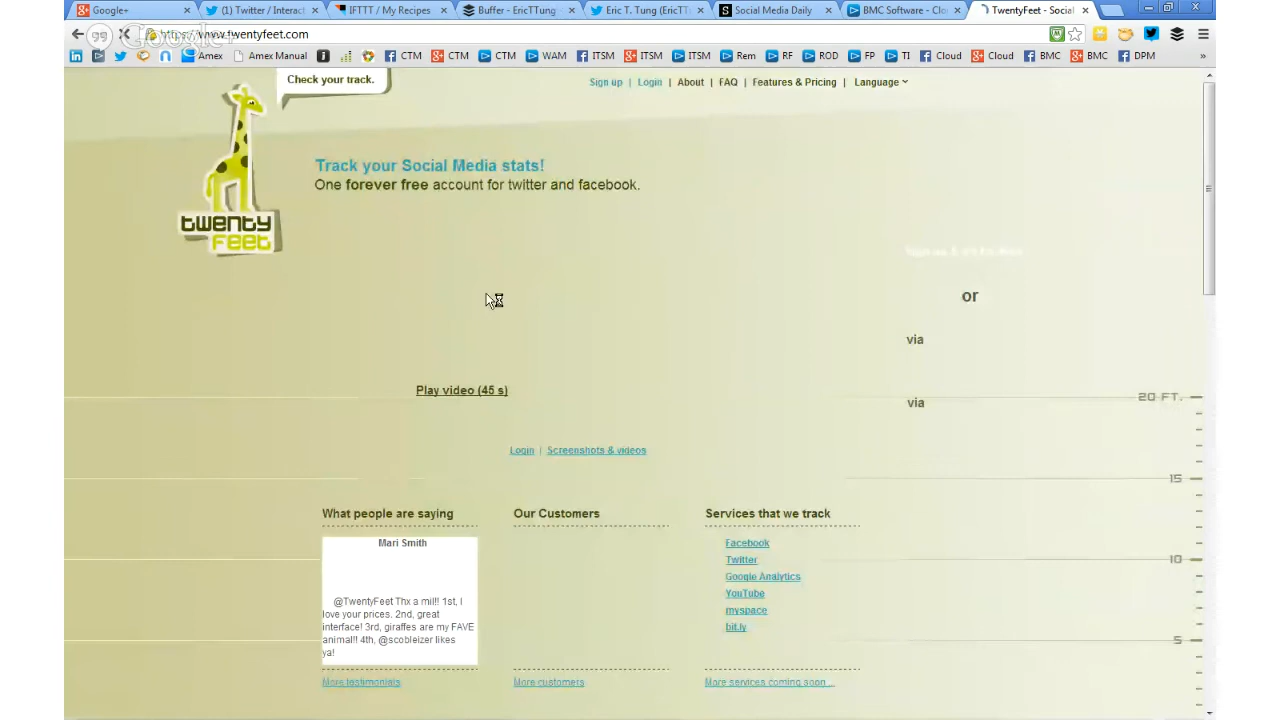 Google+
(1) Twitter / Interact
IFTTT / My Recipes
Buffer - EricTTung
Eric T. Tung (EricTT
Social Media Daily
BMC Software - Clo
TwentyFeet - Social
https://www.twentyfeet.com
Google+
Amex
Amex Manual
CTM
CTM
CTM
WAM
ITSM
ITSM
ITSM
Rem
RF
ROD
FP
TI
Cloud
Cloud
BMC
BMC
DPM
»
Check your track.
Sign up | Login | About | FAQ | Features & Pricing | Language
twenty
feet
Track your Social Media stats!
One forever free account for twitter and facebook.
or
via
Play video (45 s)
via
20 FT.
Login | Screenshots & videos
15
What people are saying
Our Customers
Services that we track
Mari Smith
@TwentyFeet Thx a mil!! 1st, I
love your prices. 2nd, great
interface! 3rd, giraffes are my FAVE
animal!! 4th, @scobleizer likes
ya!
Facebook
Twitter
Google Analytics
YouTube
myspace
bit.ly
10
5
More testimonials
More customers
More services coming soon ...